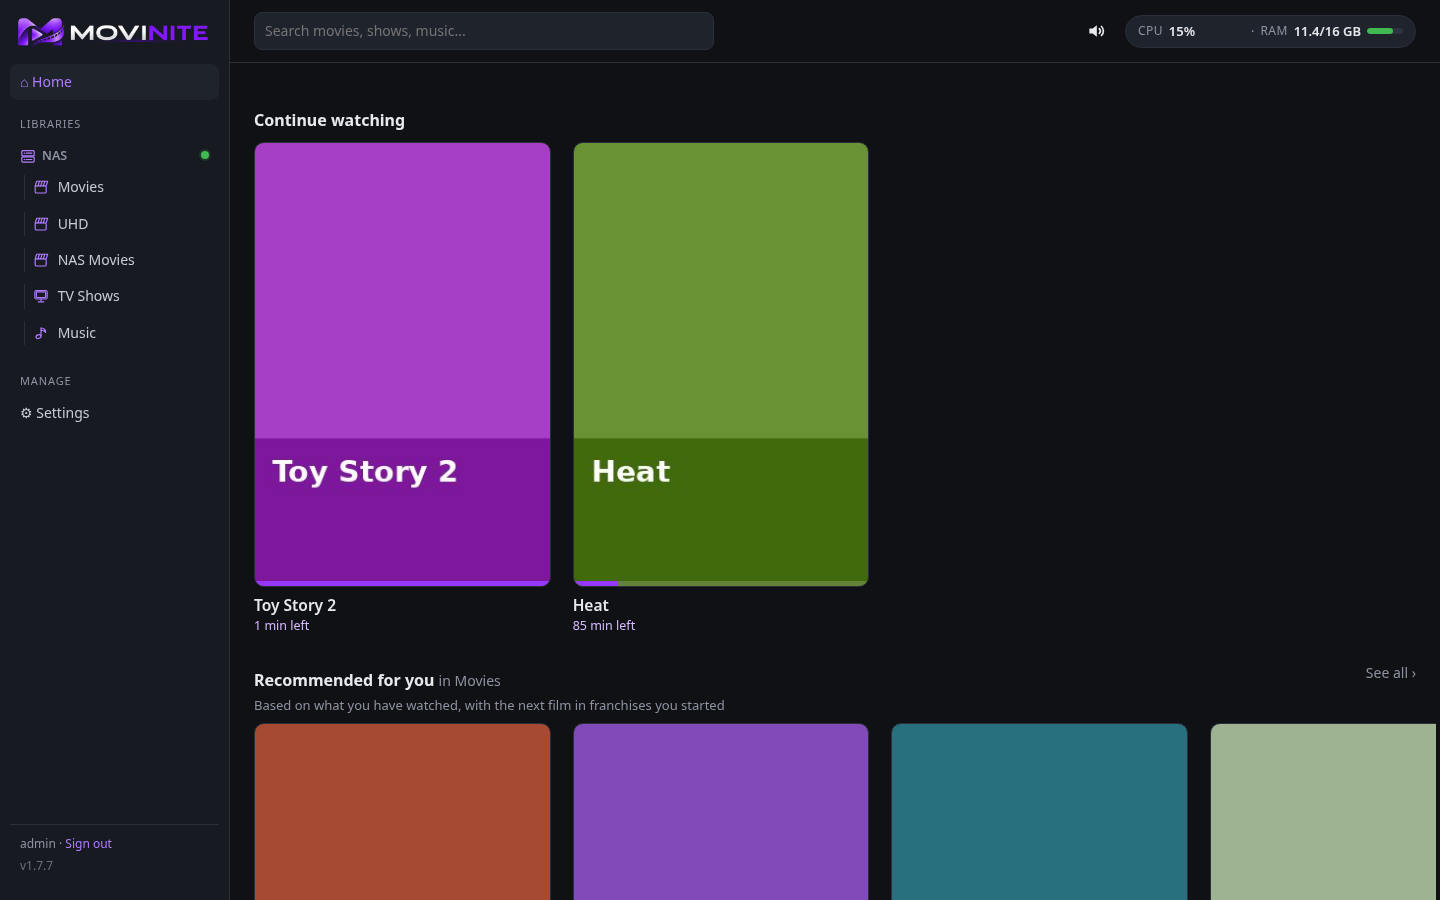 MOVINITE
Search movies, shows, music...
CPU 15% · RAM 11.4/16 GB
Home
LIBRARIES
NAS
Movies
UHD
NAS Movies
TV Shows
Music
MANAGE
Settings
admin · Sign out
v1.7.7
Continue watching
Toy Story 2
Heat
Toy Story 2
1 min left
Heat
85 min left
Recommended for you in Movies
See all ›
Based on what you have watched, with the next film in franchises you started